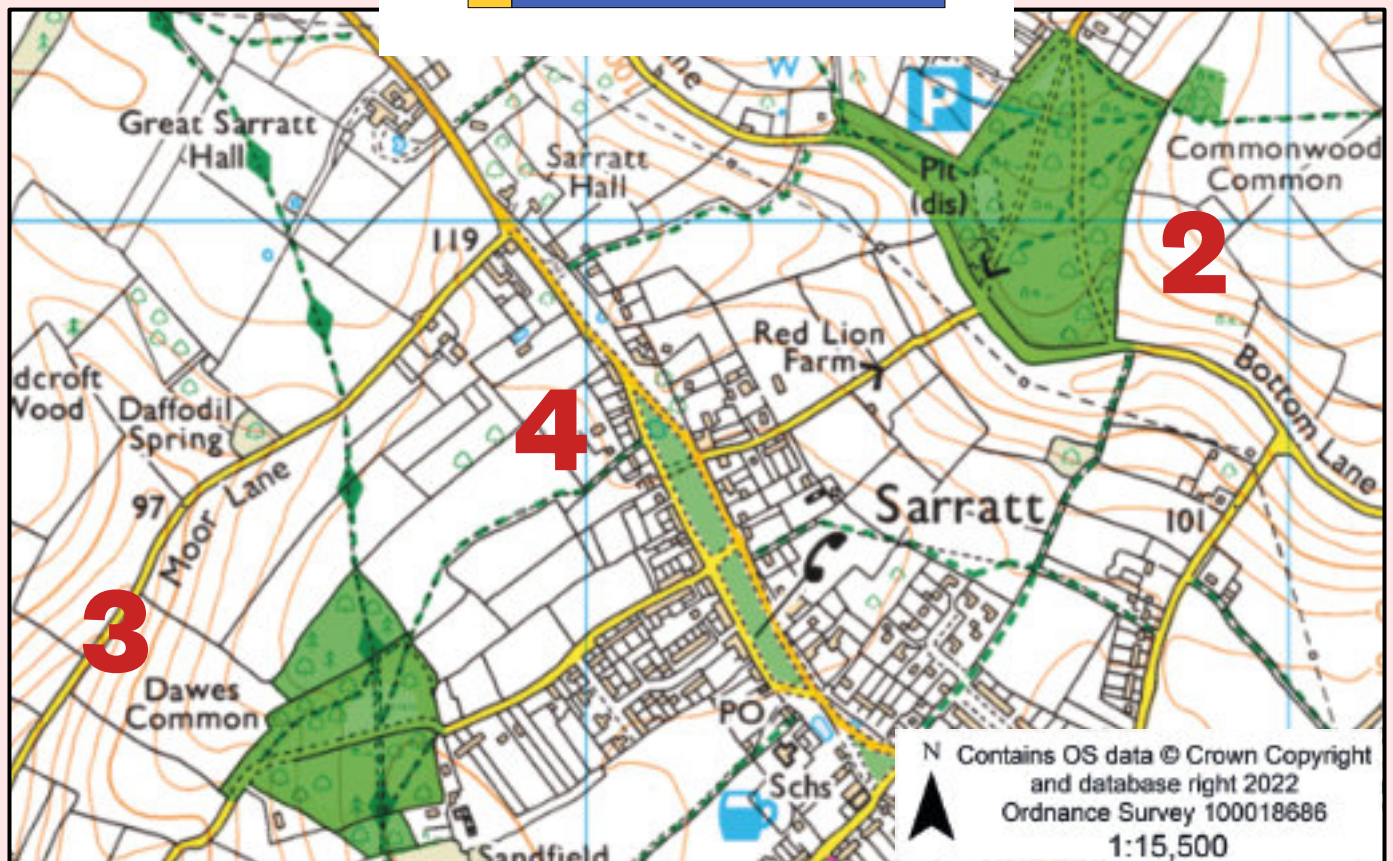 ne
W
P
Great Sarratt
Hall
Sarratt
Hall
Commonwood
Common
Pit
(dis)
2
119
Red Lion
Farm
dcroft
Wood
Daffodil
Spring
4
Bottom Lane
97
Moor Lane
Sarratt
101
3
Dawes
Common
PO
Schs
Sandfield
N
Contains OS data © Crown Copyright
and database right 2022
Ordnance Survey 100018686
1:15,500